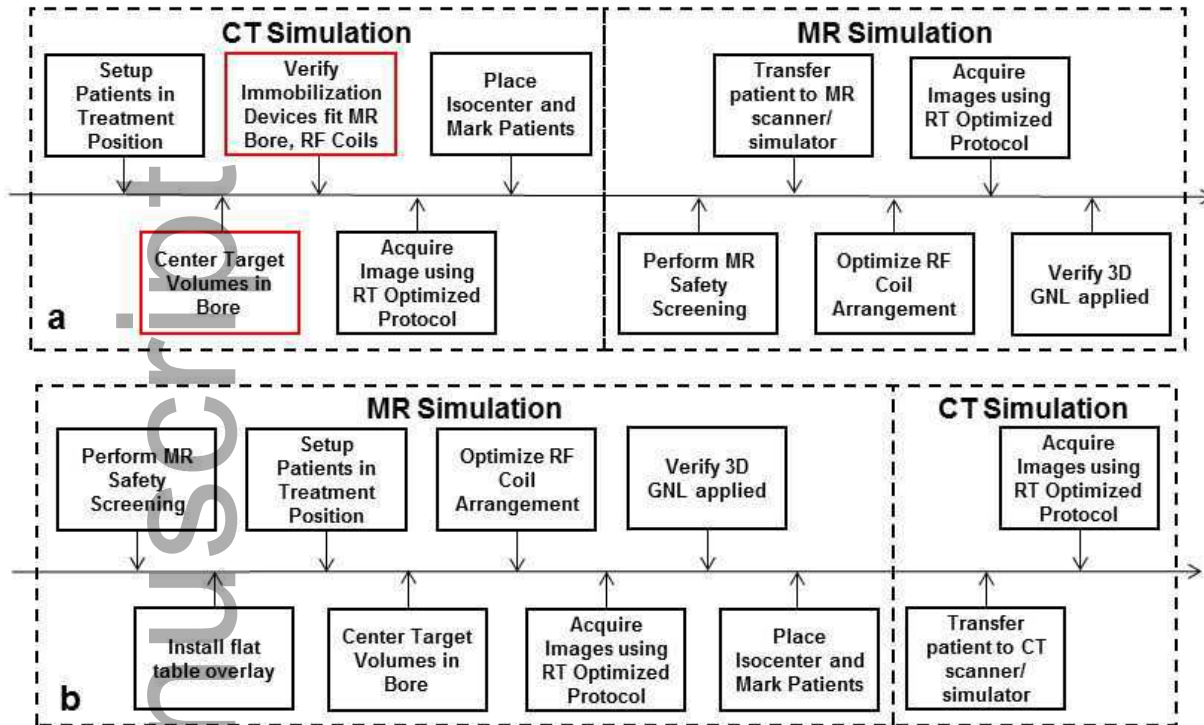 CT Simulation
Setup
Patients in
Treatment
Position
Center Target
Volumes in
Bore
Verify
Immobilization
Devices fit MR
Bore, RF Coils
Acquire
Image using
RT Optimized
Protocol
Place
Isocenter and
Mark Patients
MR Simulation
Perform MR
Safety
Screening
Transfer
patient to MR
scanner/
simulator
Optimize RF
Coil
Arrangement
Acquire
Images using
RT Optimized
Protocol
Verify 3D
GNL applied
a
MR Simulation
Perform MR
Safety
Screening
Install flat
table overlay
Setup
Patients in
Treatment
Position
Center Target
Volumes in
Bore
Optimize RF
Coil
Arrangement
Acquire
Images using
RT Optimized
Protocol
Verify 3D
GNL applied
Place
Isocenter and
Mark Patients
CT Simulation
Transfer
patient to CT
scanner/
simulator
Acquire
Images using
RT Optimized
Protocol
b
nuscript